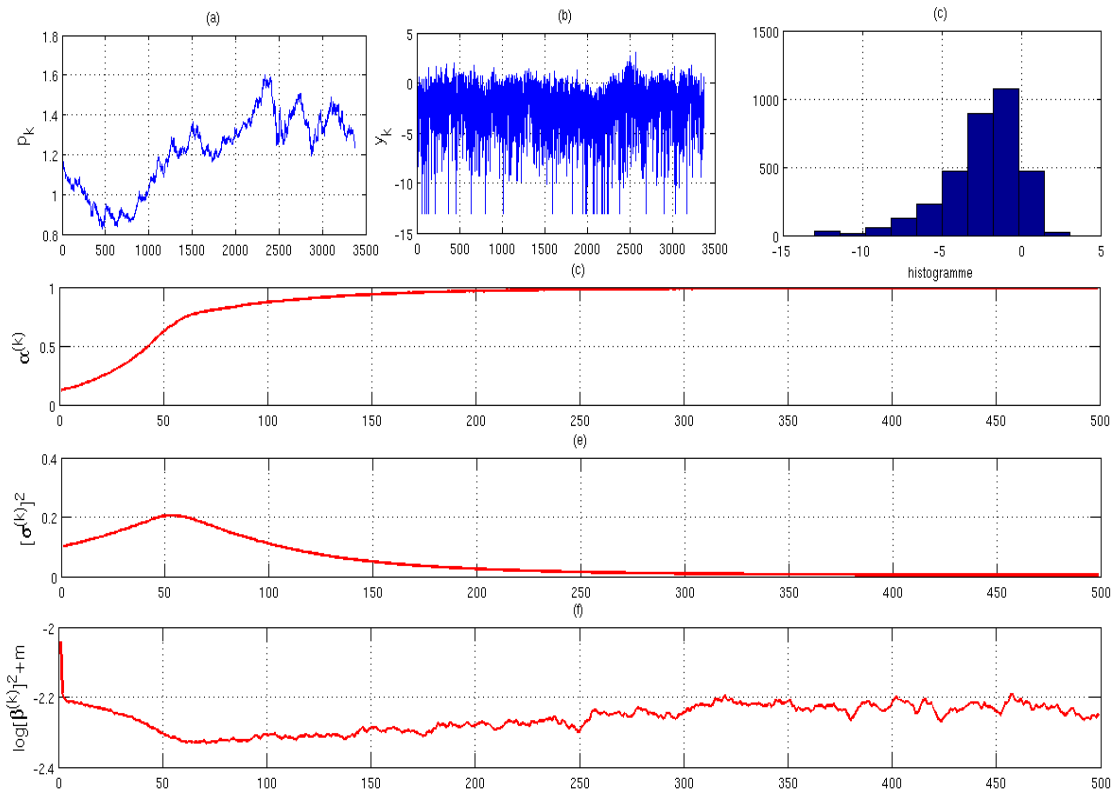 (a)
1.8
1.6
1.4
1.2
1
0.8
p_k
0 500 1000 1500 2000 2500 3000 3500
(b)
5
0
-5
-10
-15
y_k
0 500 1000 1500 2000 2500 3000 3500
(c)
1500
1000
500
0
-15 -10 -5 0 5
histogramme
(c)
1
0.5
0
α^(k)
0 50 100 150 200 250 300 350 400 450 500
(e)
0.4
0.2
0
[σ^(k)]^2
0 50 100 150 200 250 300 350 400 450 500
(f)
-2
-2.2
-2.4
log[β^(k)]^2+m
0 50 100 150 200 250 300 350 400 450 500